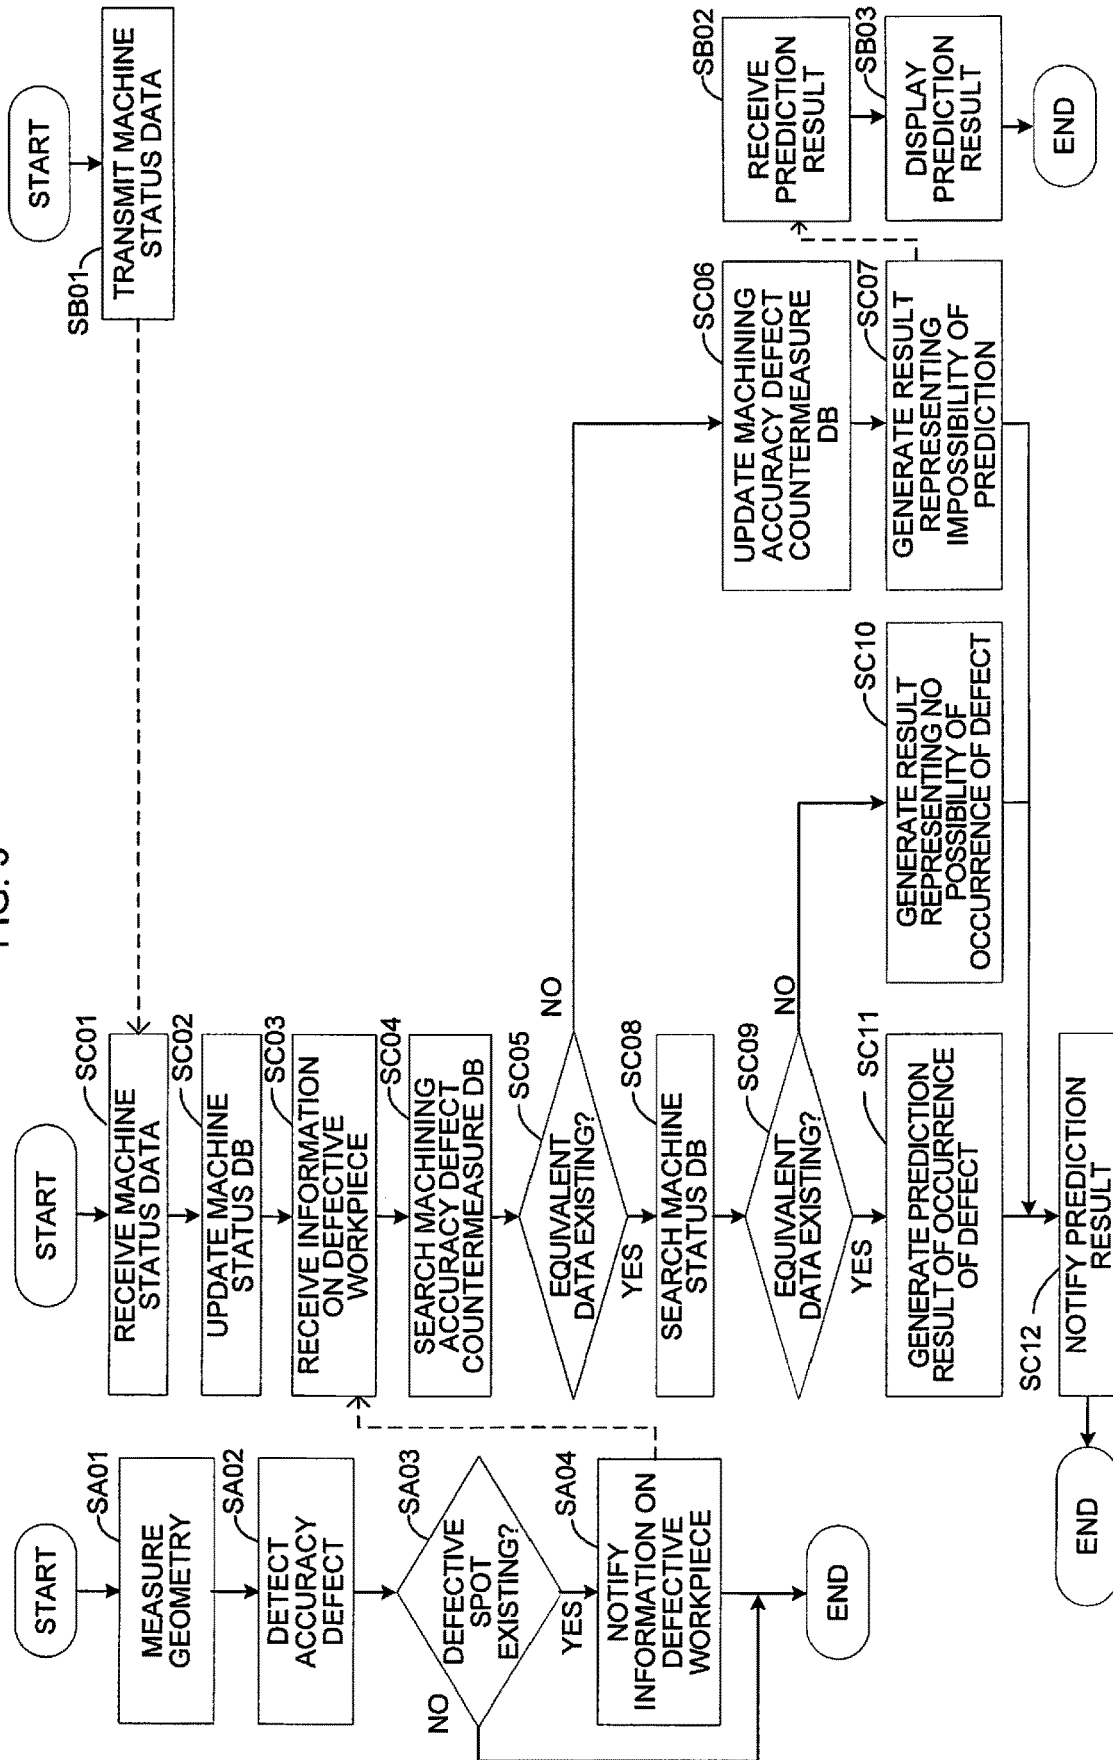 START
SA01
MEASURE
GEOMETRY
SA02
DETECT
ACCURACY
DEFECT
SA03
DEFECTIVE
SPOT
EXISTING?
NO
YES
SA04
NOTIFY
INFORMATION ON
DEFECTIVE
WORKPIECE
END
START
SC01
RECEIVE MACHINE
STATUS DATA
SC02
UPDATE MACHINE
STATUS DB
SC03
RECEIVE INFORMATION
ON DEFECTIVE
WORKPIECE
SC04
SEARCH MACHINING
ACCURACY DEFECT
COUNTERMEASURE DB
SC05
EQUIVALENT
DATA EXISTING?
NO
YES
SC08
SEARCH MACHINE
STATUS DB
SC09
EQUIVALENT
DATA EXISTING?
NO
YES
SC11
GENERATE PREDICTION
RESULT OF OCCURRENCE
OF DEFECT
SC12
NOTIFY PREDICTION
RESULT
END
SC10
GENERATE RESULT
REPRESENTING NO
POSSIBILITY OF
OCCURRENCE OF DEFECT
SC06
UPDATE MACHINING
ACCURACY DEFECT
COUNTERMEASURE
DB
SC07
GENERATE RESULT
REPRESENTING
IMPOSSIBILITY OF
PREDICTION
START
SB01
TRANSMIT MACHINE
STATUS DATA
SB02
RECEIVE
PREDICTION
RESULT
SB03
DISPLAY
PREDICTION
RESULT
END